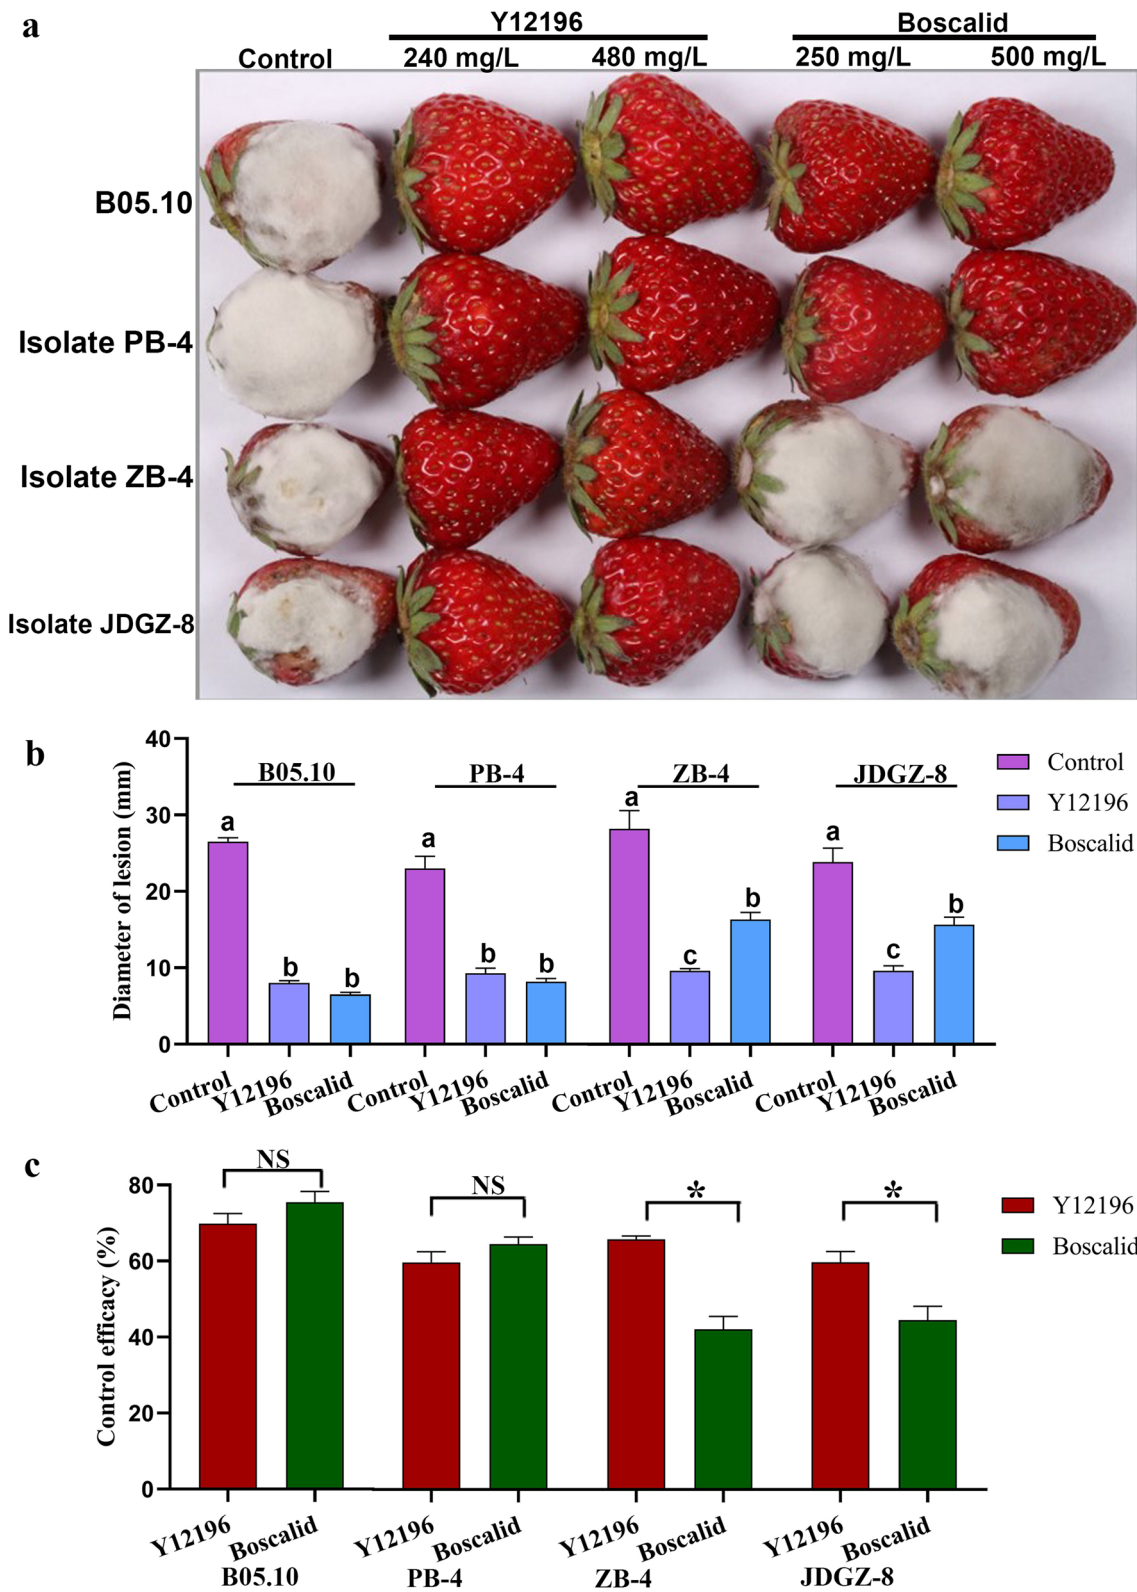 a
Y12196 Boscalid
Control 240 mg/L 480 mg/L 250 mg/L 500 mg/L
B05.10
Isolate PB-4
Isolate ZB-4
Isolate JDGZ-8
b
Diameter of lesion (mm)
40
30
20
10
0
B05.10 PB-4 ZB-4 JDGZ-8
a b b a b b a c b a c b
Control Y12196 Boscalid Control Y12196 Boscalid Control Y12196 Boscalid Control Y12196 Boscalid
Control
Y12196
Boscalid
c
Control efficacy (%)
80
60
40
20
0
NS NS * *
Y12196 Boscalid Y12196 Boscalid Y12196 Boscalid Y12196 Boscalid
B05.10 PB-4 ZB-4 JDGZ-8
Y12196
Boscalid